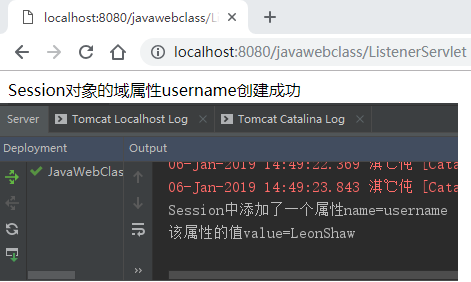 localhost:8080/javawebclass/Li
localhost:8080/javawebclass/ListenerServlet
Session对象的域属性username创建成功
Server
Tomcat Localhost Log
Tomcat Catalina Log
Deployment
Output
JavaWebClas
06-Jan-2019 14:49:22.369 淇℃伅 [Cata
06-Jan-2019 14:49:23.843 淇℃伅 [Cata
Session中添加了一个属性name=username
该属性的值value=LeonShaw